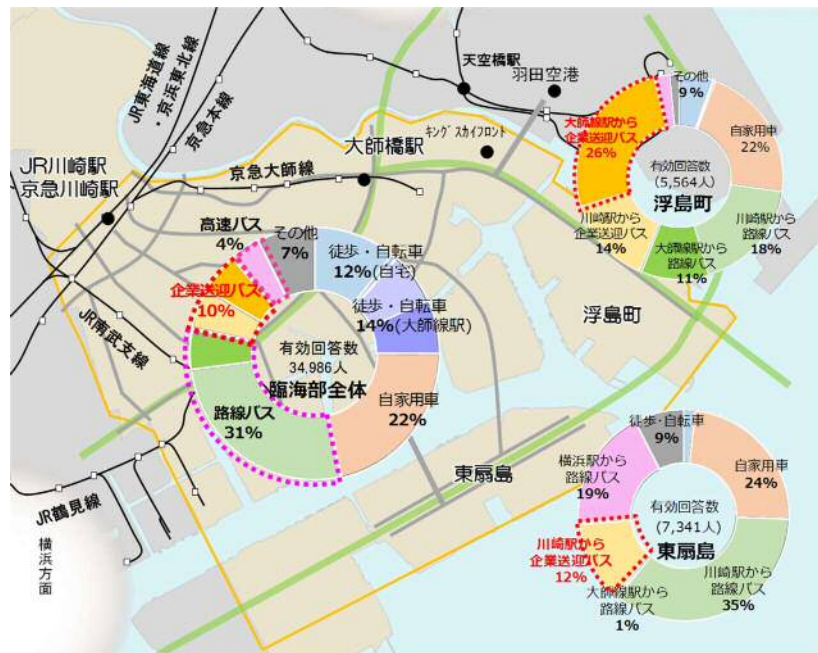 JR東海道線
・京浜東北線
京急本線
天空橋駅
羽田空港
キングスカイフロント
大師橋駅
京急大師線
JR川崎駅
京急川崎駅
JR南武支線
JR鶴見線
横浜方面
浮島町
東扇島
高速バス
4%
その他
7%
徒歩・自転車
12%(自宅)
徒歩・自転車
14%(大師線駅)
企業送迎バス
10%
有効回答数
34,986人
臨海部全体
自家用車
22%
路線バス
31%
その他
9%
大師線駅から
企業送迎バス
26%
自家用車
22%
有効回答数
(5,564人)
浮島町
川崎駅から
企業送迎バス
14%
川崎駅から
路線バス
18%
大師線駅から
路線バス
11%
徒歩・自転車
9%
横浜駅から
路線バス
19%
自家用車
24%
有効回答数
(7,341人)
東扇島
川崎駅から
企業送迎バス
12%
大師線駅から
路線バス
1%
川崎駅から
路線バス
35%